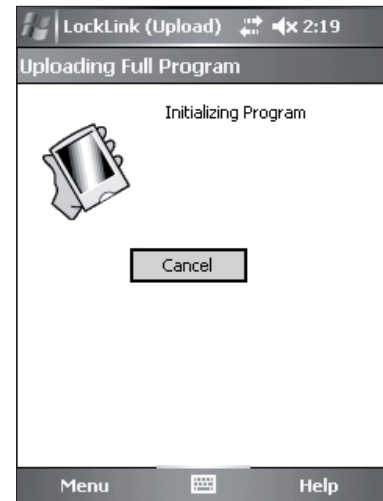 LockLink (Upload) 2:19
Uploading Full Program
Initializing Program
Cancel
Menu Help